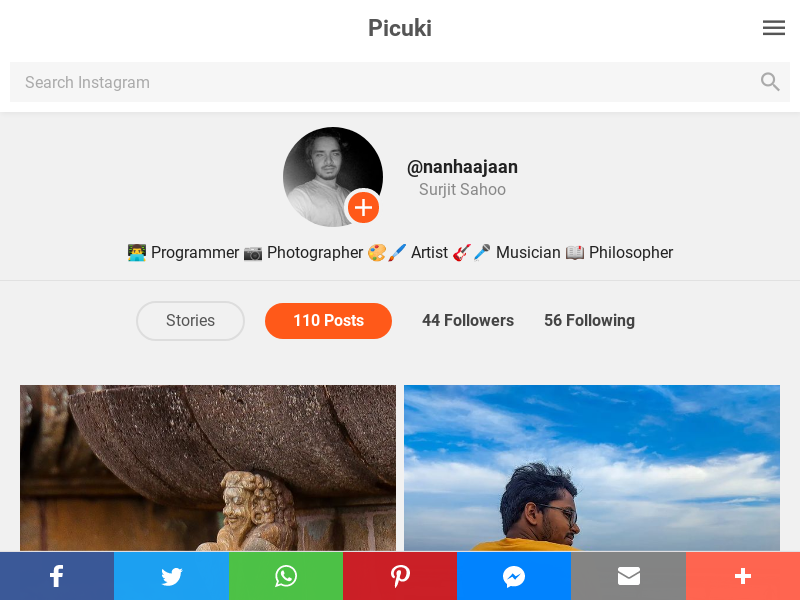 Picuki
Search Instagram
@nanhaajaan
Surjit Sahoo
👨‍💻 Programmer 📷 Photographer 🎨🖌️ Artist 🎸🎤 Musician 📖 Philosopher
Stories
110 Posts
44 Followers
56 Following